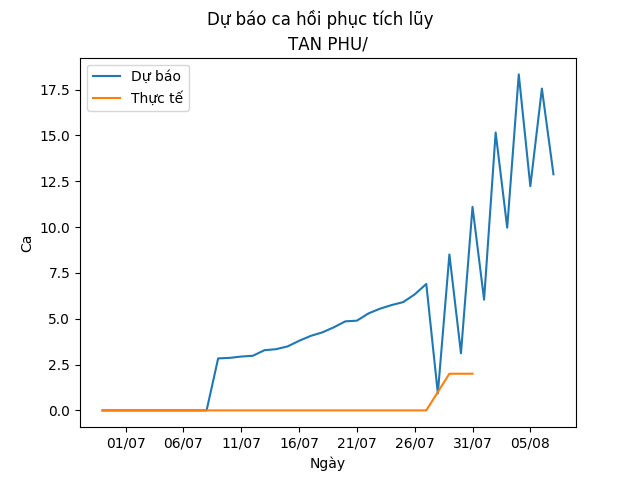 Dự báo ca hồi phục tích lũy
TAN PHU/
Dự báo
Thực tế
17.5
15.0
12.5
10.0
7.5
5.0
2.5
0.0
Ca
01/07 06/07 11/07 16/07 21/07 26/07 31/07 05/08
Ngày